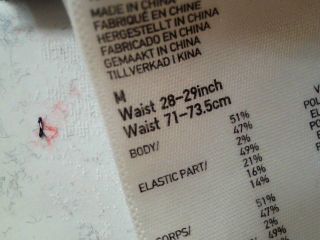 MADE IN CHINA
FABRIQUÉ EN CHINE
HERGESTELLT IN CHINA
FABRICADO EN CHINA
GEMAAKT IN CHINA
TILLVERKAD I KINA
M
Waist 28–29inch
Waist 71–73.5cm
BODY/
51%
47%
2%
ELASTIC PART/
49%
21%
16%
14%
CORPS/
51%
47%
2%
49%